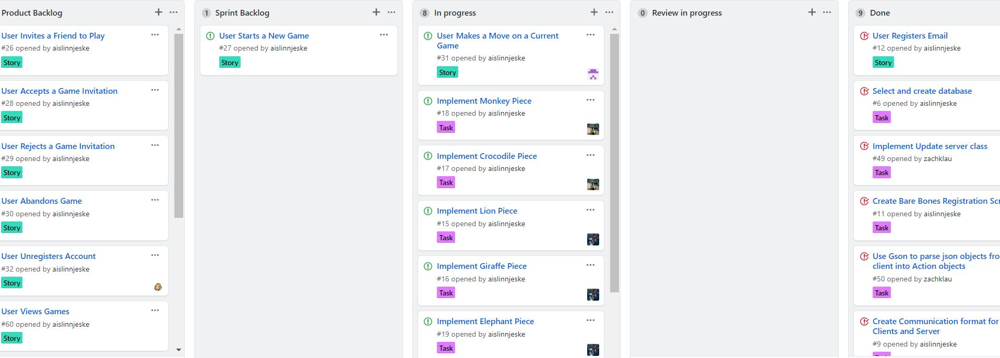 Product Backlog
User Invites a Friend to Play
#26 opened by aislinnjeske
Story
User Accepts a Game Invitation
#28 opened by aislinnjeske
Story
User Rejects a Game Invitation
#29 opened by aislinnjeske
Story
User Abandons Game
#30 opened by aislinnjeske
Story
User Unregisters Account
#32 opened by aislinnjeske
Story
User Views Games
#60 opened by aislinnjeske
Story
1 Sprint Backlog
User Starts a New Game
#27 opened by aislinnjeske
Story
8 In progress
User Makes a Move on a Current
Game
#31 opened by aislinnjeske
Story
Implement Monkey Piece
#18 opened by aislinnjeske
Task
Implement Crocodile Piece
#17 opened by aislinnjeske
Task
Implement Lion Piece
#15 opened by aislinnjeske
Task
Implement Giraffe Piece
#16 opened by aislinnjeske
Task
Implement Elephant Piece
#19 opened by aislinnjeske
Task
0 Review in progress
9 Done
User Registers Email
#12 opened by aislinnjeske
Story
Select and create database
#6 opened by aislinnjeske
Task
Implement Update server class
#49 opened by zachklau
Task
Create Bare Bones Registration Scr
#11 opened by aislinnjeske
Task
Use Gson to parse json objects fro
client into Action objects
#50 opened by zachklau
Task
Create Communication format for
Clients and Server
#9 opened by aislinnjeske